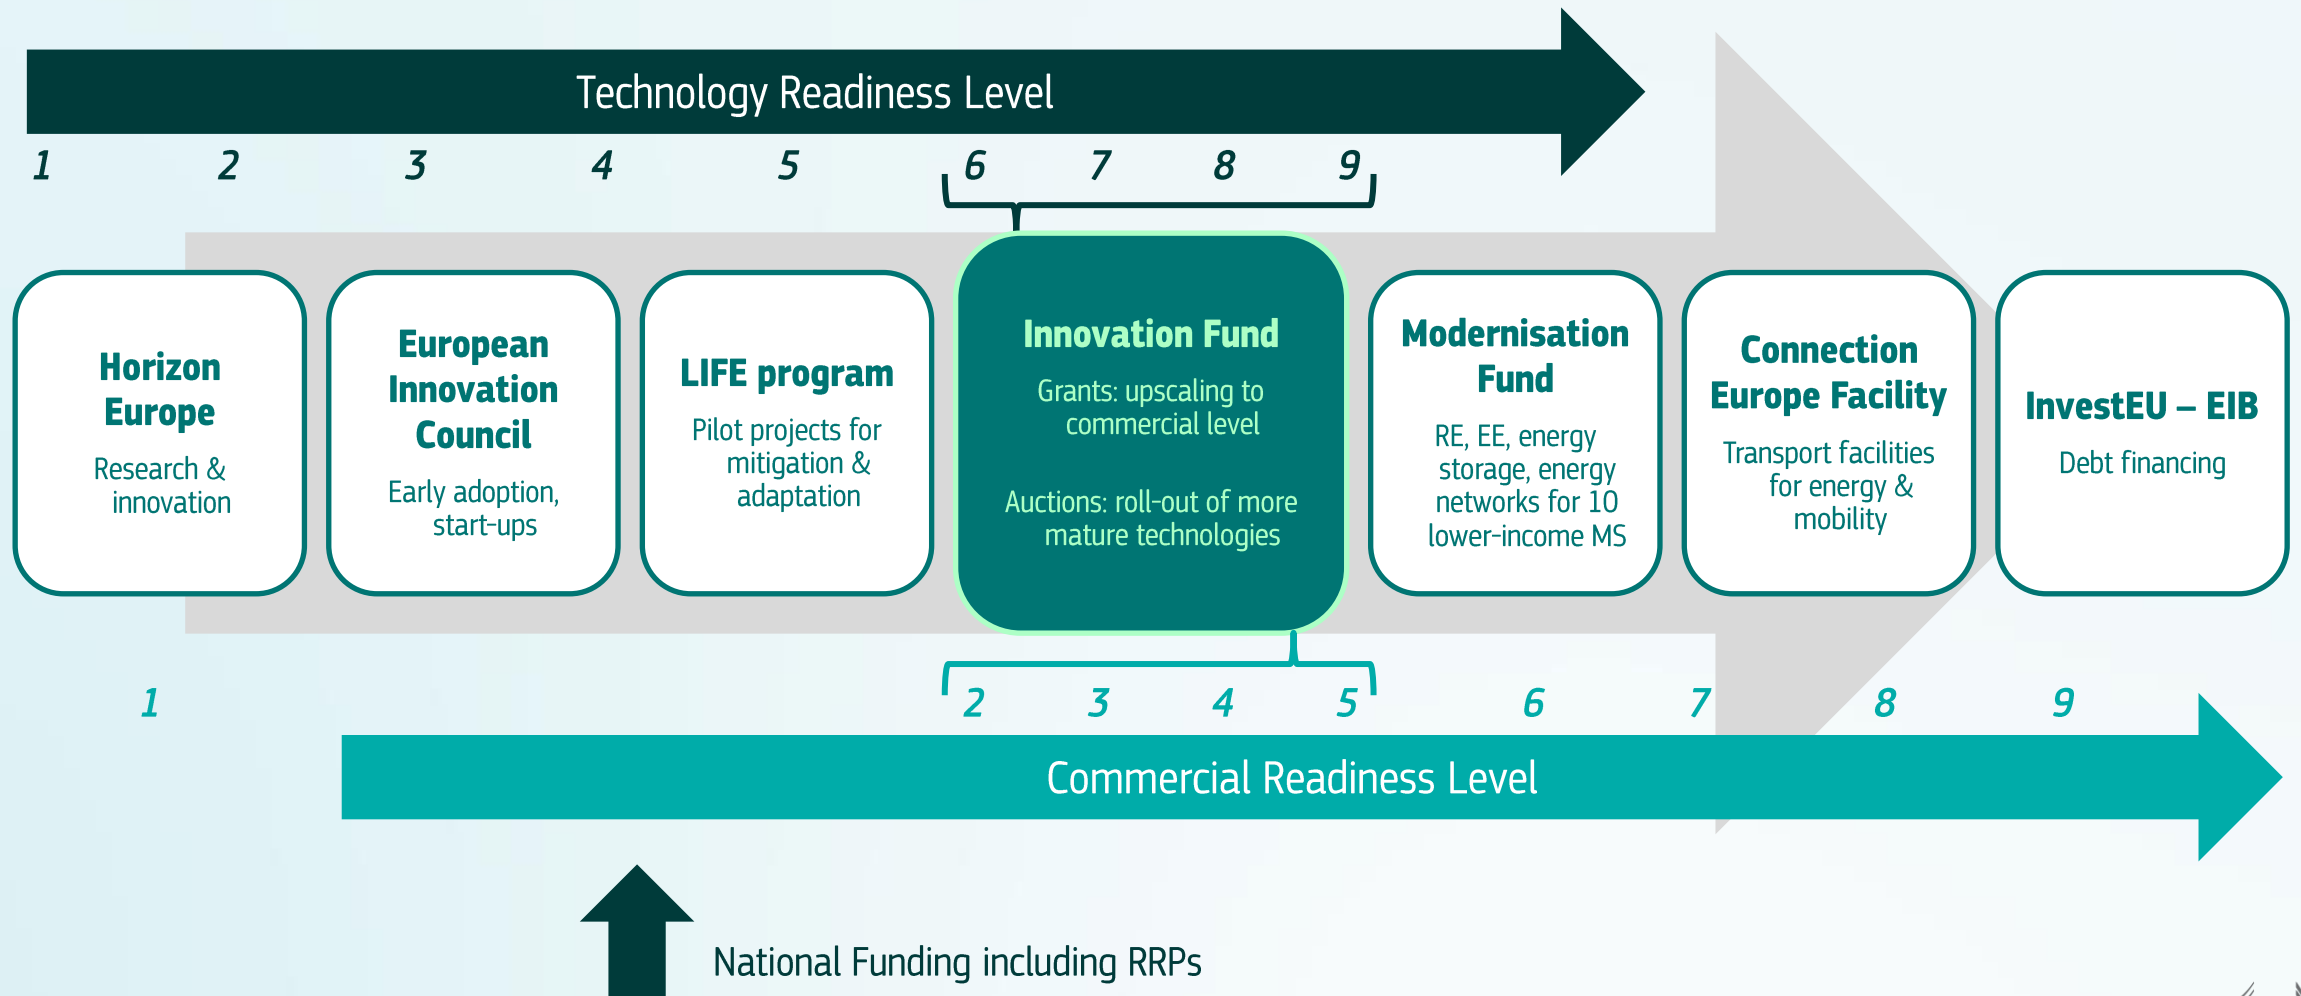 Technology Readiness Level
1 2 3 4 5 6 7 8 9
Horizon
Europe
Research &
innovation
European
Innovation
Council
Early adoption,
start-ups
LIFE program
Pilot projects for
mitigation &
adaptation
Innovation Fund
Grants: upscaling to
commercial level
Auctions: roll-out of more
mature technologies
Modernisation
Fund
RE, EE, energy
storage, energy
networks for 10
lower-income MS
Connection
Europe Facility
Transport facilities
for energy &
mobility
InvestEU – EIB
Debt financing
1 2 3 4 5 6 7 8 9
Commercial Readiness Level
National Funding including RRPs